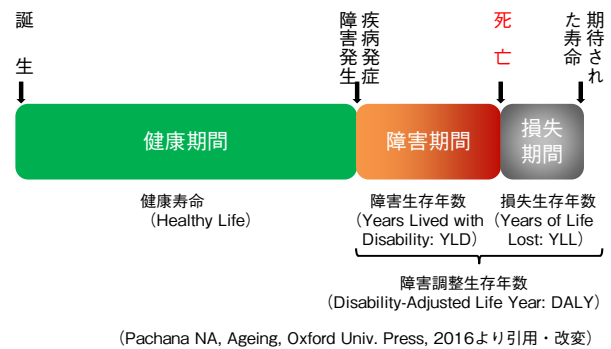 誕生
疾病発症
障害発生
死亡
期待され
た寿命
健康期間
障害期間
損失
期間
健康寿命
（Healthy Life）
障害生存年数
（Years Lived with
Disability: YLD）
損失生存年数
（Years of Life
Lost: YLL）
障害調整生存年数
（Disability-Adjusted Life Year: DALY）
（Pachana NA, Ageing, Oxford Univ. Press, 2016より引用・改変）